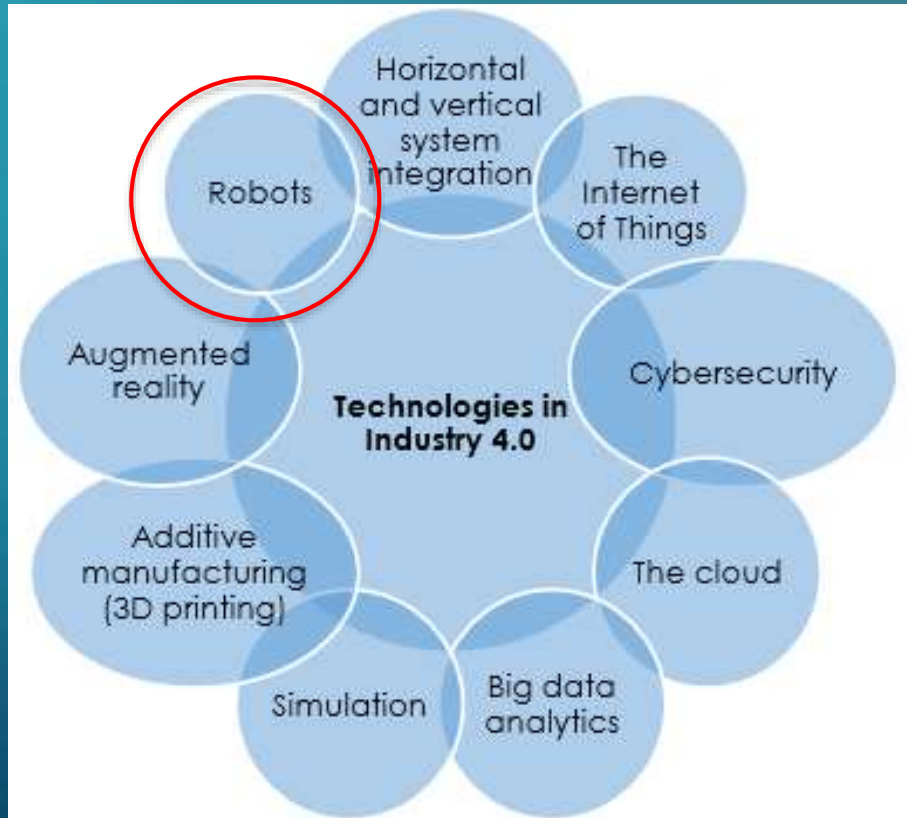 Horizontal
and vertical
system
integration
The
Internet
of Things
Cybersecurity
The cloud
Big data
analytics
Simulation
Additive
manufacturing
(3D printing)
Augmented
reality
Robots
Technologies in
Industry 4.0